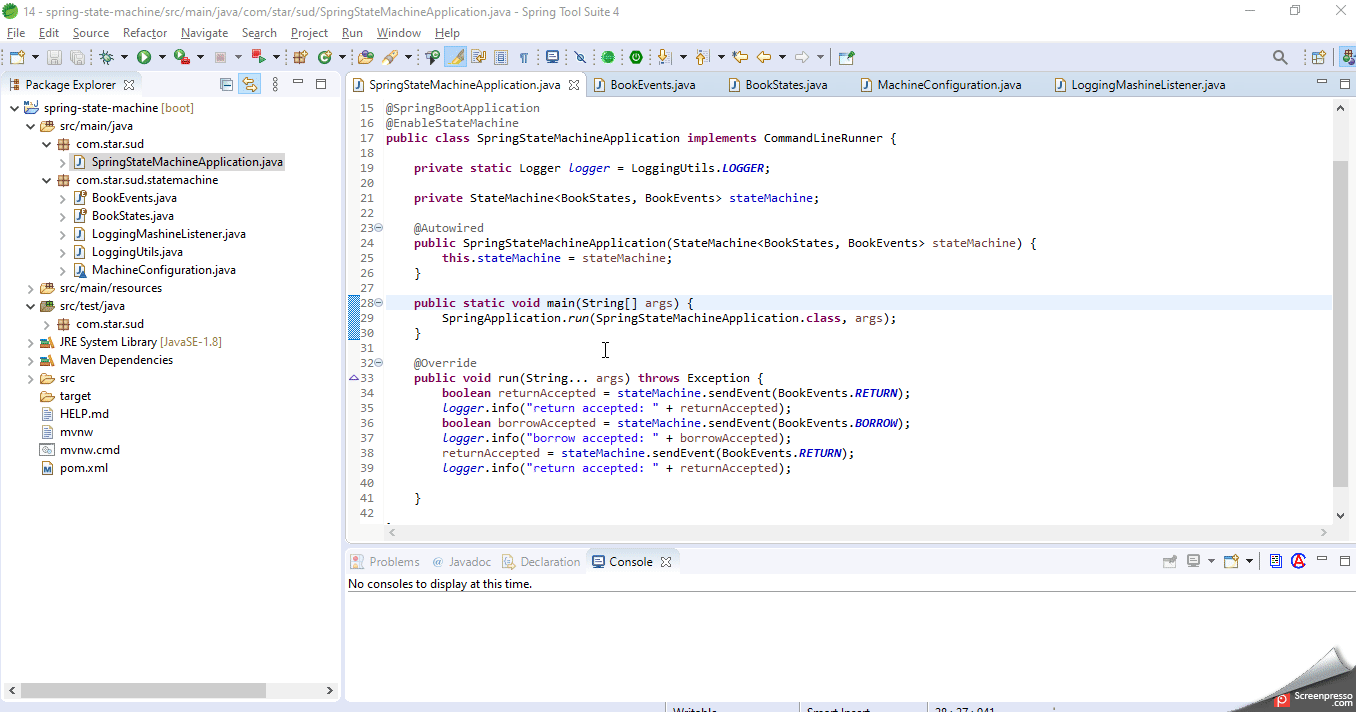 14 - spring-state-machine/src/main/java/com/star/sud/SpringStateMachineApplication.java - Spring Tool Suite 4
File Edit Source Refactor Navigate Search Project Run Window Help
Package Explorer
spring-state-machine [boot]
src/main/java
com.star.sud
SpringStateMachineApplication.java
com.star.sud.statemachine
BookEvents.java
BookStates.java
LoggingMashineListener.java
LoggingUtils.java
MachineConfiguration.java
src/main/resources
src/test/java
com.star.sud
JRE System Library [JavaSE-1.8]
Maven Dependencies
src
target
HELP.md
mvnw
mvnw.cmd
pom.xml
SpringStateMachineApplication.java BookEvents.java BookStates.java MachineConfiguration.java LoggingMashineListener.java
15 @SpringBootApplication
16 @EnableStateMachine
17 public class SpringStateMachineApplication implements CommandLineRunner {
18
19 private static Logger logger = LoggingUtils.LOGGER;
20
21 private StateMachine<BookStates, BookEvents> stateMachine;
22
23 @Autowired
24 public SpringStateMachineApplication(StateMachine<BookStates, BookEvents> stateMachine) {
25 this.stateMachine = stateMachine;
26 }
27
28 public static void main(String[] args) {
29 SpringApplication.run(SpringStateMachineApplication.class, args);
30 }
31
32 @Override
33 public void run(String... args) throws Exception {
34 boolean returnAccepted = stateMachine.sendEvent(BookEvents.RETURN);
35 logger.info("return accepted: " + returnAccepted);
36 boolean borrowAccepted = stateMachine.sendEvent(BookEvents.BORROW);
37 logger.info("borrow accepted: " + borrowAccepted);
38 returnAccepted = stateMachine.sendEvent(BookEvents.RETURN);
39 logger.info("return accepted: " + returnAccepted);
40
41 }
42
Problems @ Javadoc Declaration Console
No consoles to display at this time.
Writable Smart Insert 28 : 27 : 941
Screenpresso
.com